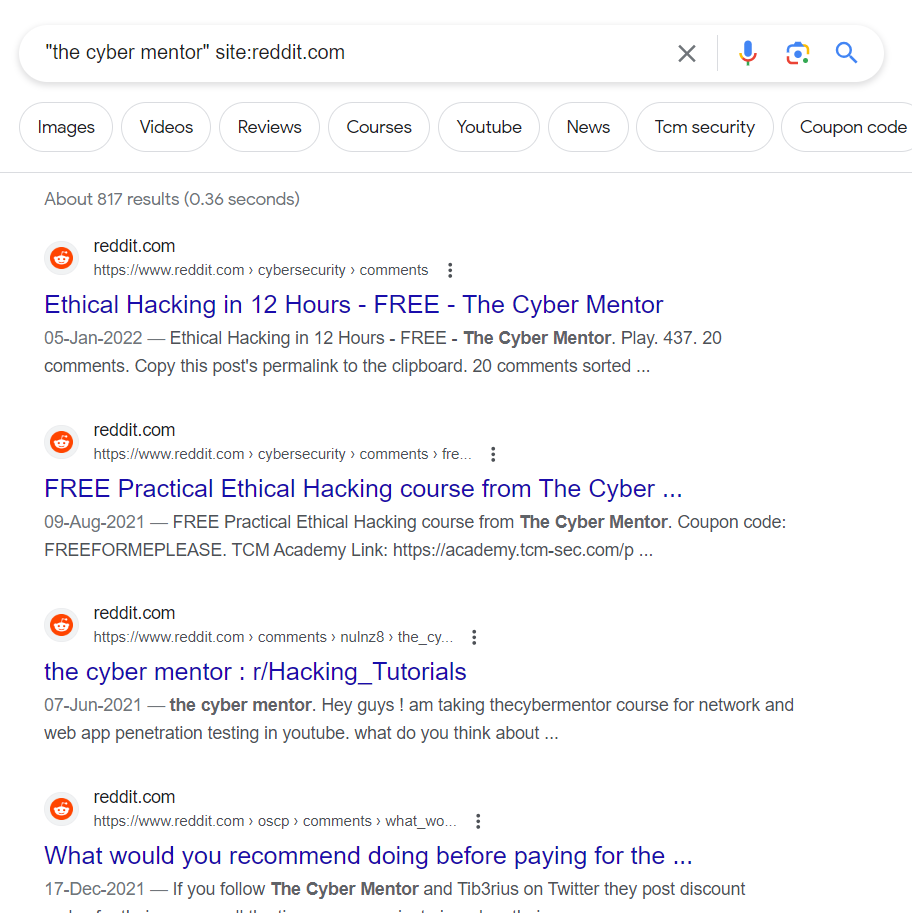 "the cyber mentor" site:reddit.com
Images Videos Reviews Courses Youtube News Tcm security Coupon code
About 817 results (0.36 seconds)
reddit.com
https://www.reddit.com › cybersecurity › comments
Ethical Hacking in 12 Hours - FREE - The Cyber Mentor
05-Jan-2022 — Ethical Hacking in 12 Hours - FREE - The Cyber Mentor. Play. 437. 20
comments. Copy this post's permalink to the clipboard. 20 comments sorted ...
reddit.com
https://www.reddit.com › cybersecurity › comments › fre...
FREE Practical Ethical Hacking course from The Cyber ...
09-Aug-2021 — FREE Practical Ethical Hacking course from The Cyber Mentor. Coupon code:
FREEFORMEPLEASE. TCM Academy Link: https://academy.tcm-sec.com/p ...
reddit.com
https://www.reddit.com › comments › nulnz8 › the_cy...
the cyber mentor : r/Hacking_Tutorials
07-Jun-2021 — the cyber mentor. Hey guys ! am taking thecybermentor course for network and
web app penetration testing in youtube. what do you think about ...
reddit.com
https://www.reddit.com › oscp › comments › what_wo...
What would you recommend doing before paying for the ...
17-Dec-2021 — If you follow The Cyber Mentor and Tib3rius on Twitter they post discount